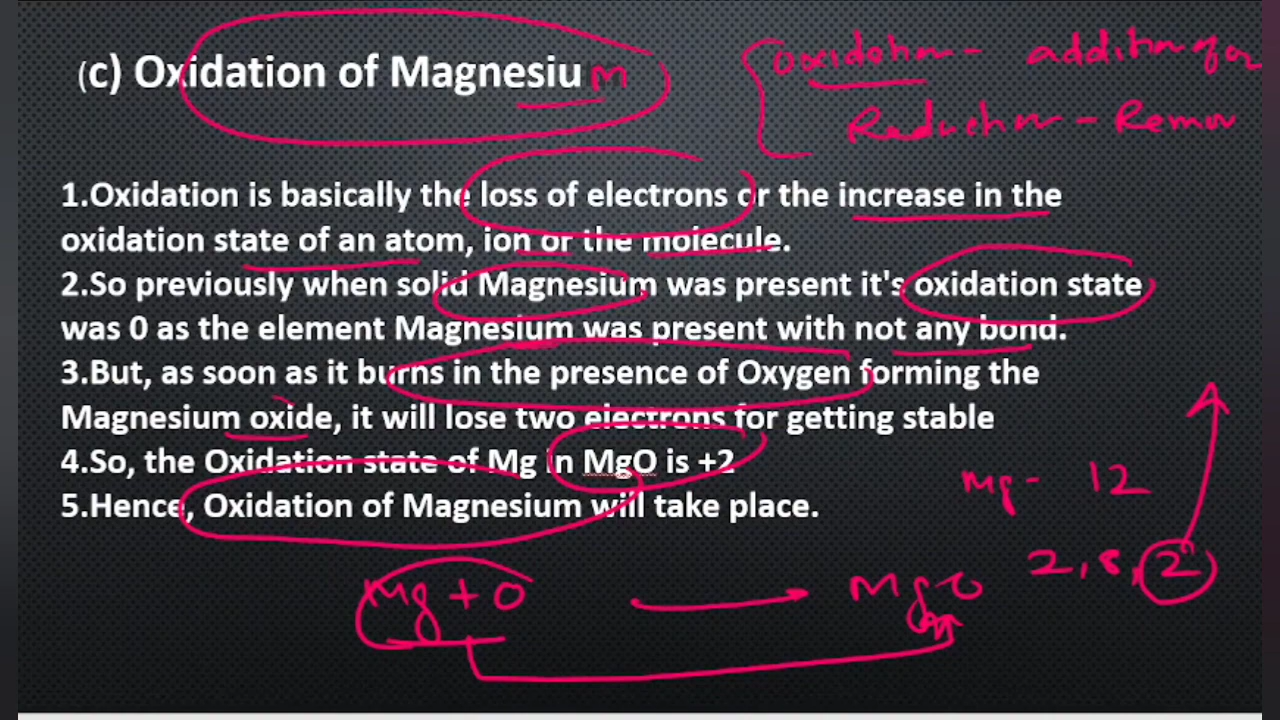 (c) Oxidation of Magnesium
Oxidation - addition of
Reduction - Remov
1.Oxidation is basically the loss of electrons or the increase in the
oxidation state of an atom, ion or the molecule.
2.So previously when solid Magnesium was present it's oxidation state
was 0 as the element Magnesium was present with not any bond.
3.But, as soon as it burns in the presence of Oxygen forming the
Magnesium oxide, it will lose two electrons for getting stable
4.So, the Oxidation state of Mg in MgO is +2
5.Hence, Oxidation of Magnesium will take place.
Mg - 12
2, 8, 2
Mg + O → MgO